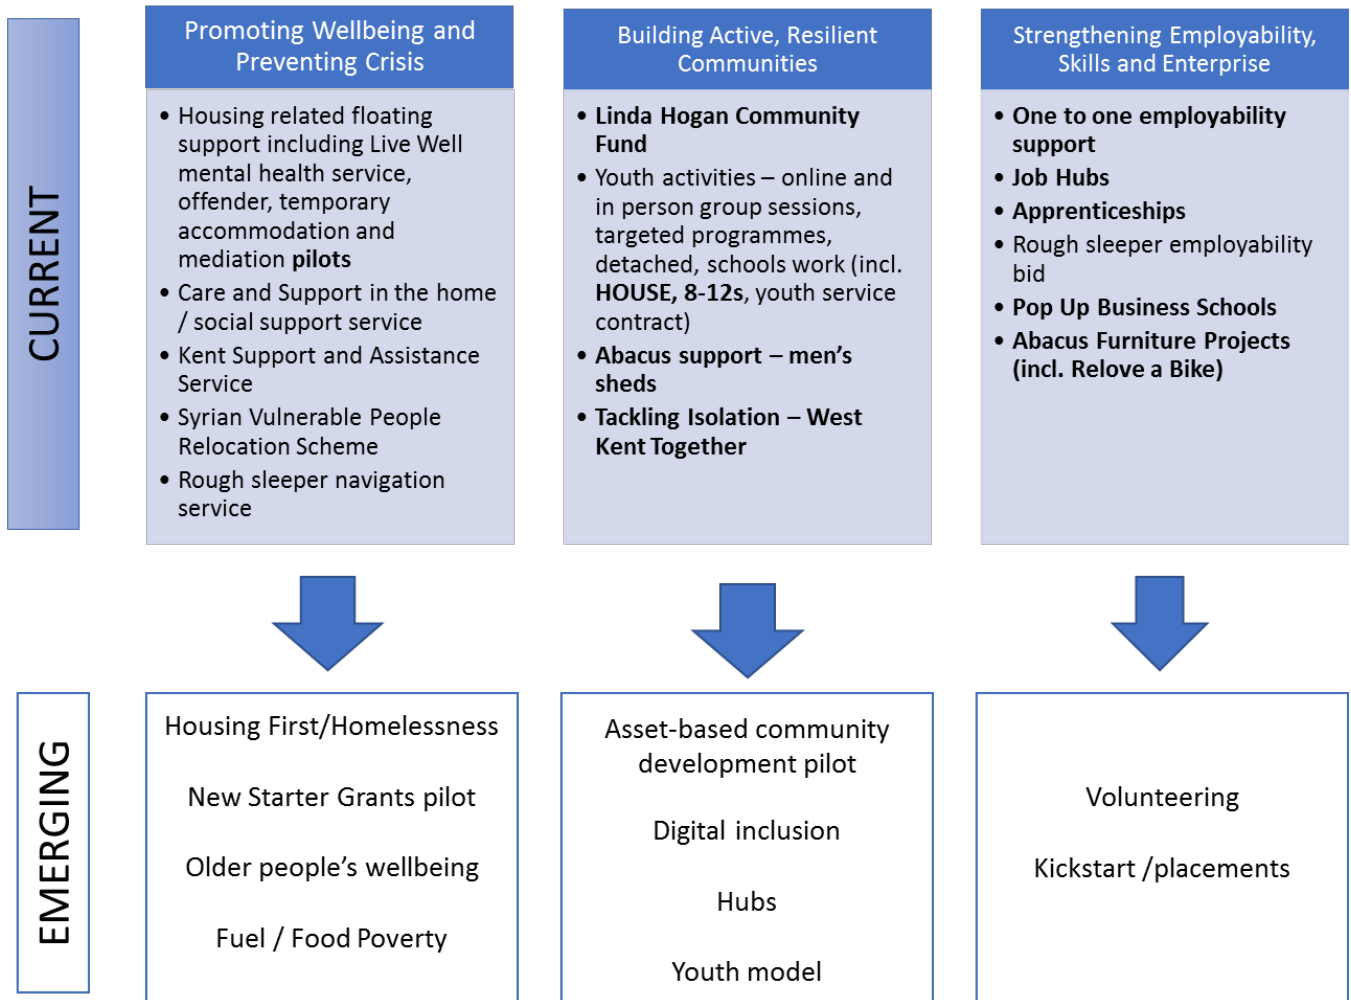 CURRENT
Promoting Wellbeing and
Preventing Crisis
• Housing related floating
support including Live Well
mental health service,
offender, temporary
accommodation and
mediation pilots
• Care and Support in the home
/ social support service
• Kent Support and Assistance
Service
• Syrian Vulnerable People
Relocation Scheme
• Rough sleeper navigation
service
Building Active, Resilient
Communities
• Linda Hogan Community
Fund
• Youth activities – online and
in person group sessions,
targeted programmes,
detached, schools work (incl.
HOUSE, 8-12s, youth service
contract)
• Abacus support – men’s
sheds
• Tackling Isolation – West
Kent Together
Strengthening Employability,
Skills and Enterprise
• One to one employability
support
• Job Hubs
• Apprenticeships
• Rough sleeper employability
bid
• Pop Up Business Schools
• Abacus Furniture Projects
(incl. Relove a Bike)
EMERGING
Housing First/Homelessness
New Starter Grants pilot
Older people’s wellbeing
Fuel / Food Poverty
Asset-based community
development pilot
Digital inclusion
Hubs
Youth model
Volunteering
Kickstart /placements